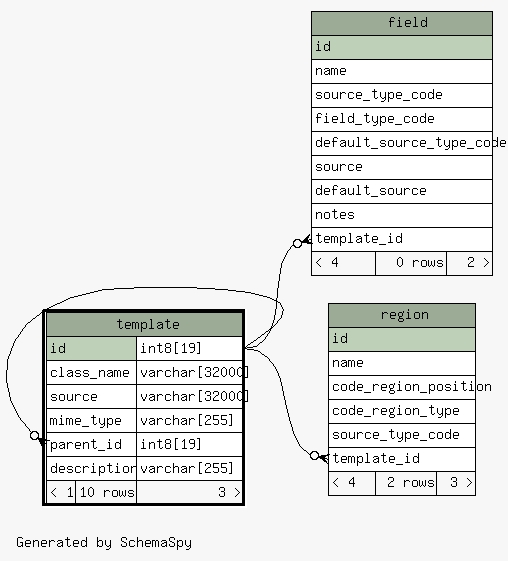 field
id
name
source_type_code
field_type_code
default_source_type_code
source
default_source
notes
template_id
< 4 0 rows 2 >
template
id int8[19]
class_name varchar[32000]
source varchar[32000]
mime_type varchar[255]
parent_id int8[19]
description varchar[255]
< 1 10 rows 3 >
region
id
name
code_region_position
code_region_type
source_type_code
template_id
< 4 2 rows 3 >
Generated by SchemaSpy